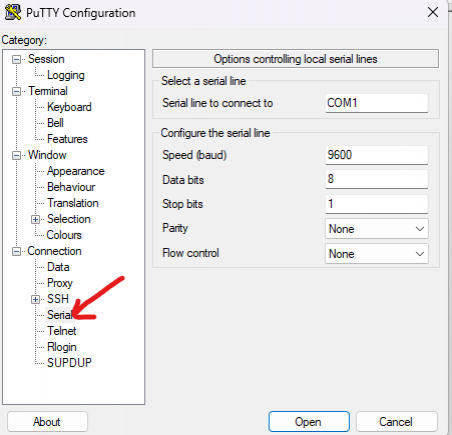 PuTTY Configuration
Category:
Session
Logging
Terminal
Keyboard
Bell
Features
Window
Appearance
Behaviour
Translation
Selection
Colours
Connection
Data
Proxy
SSH
Serial
Telnet
Rlogin
SUPDUP
Options controlling local serial lines
Select a serial line
Serial line to connect to COM1
Configure the serial line
Speed (baud) 9600
Data bits 8
Stop bits 1
Parity None
Flow control None
About Open Cancel